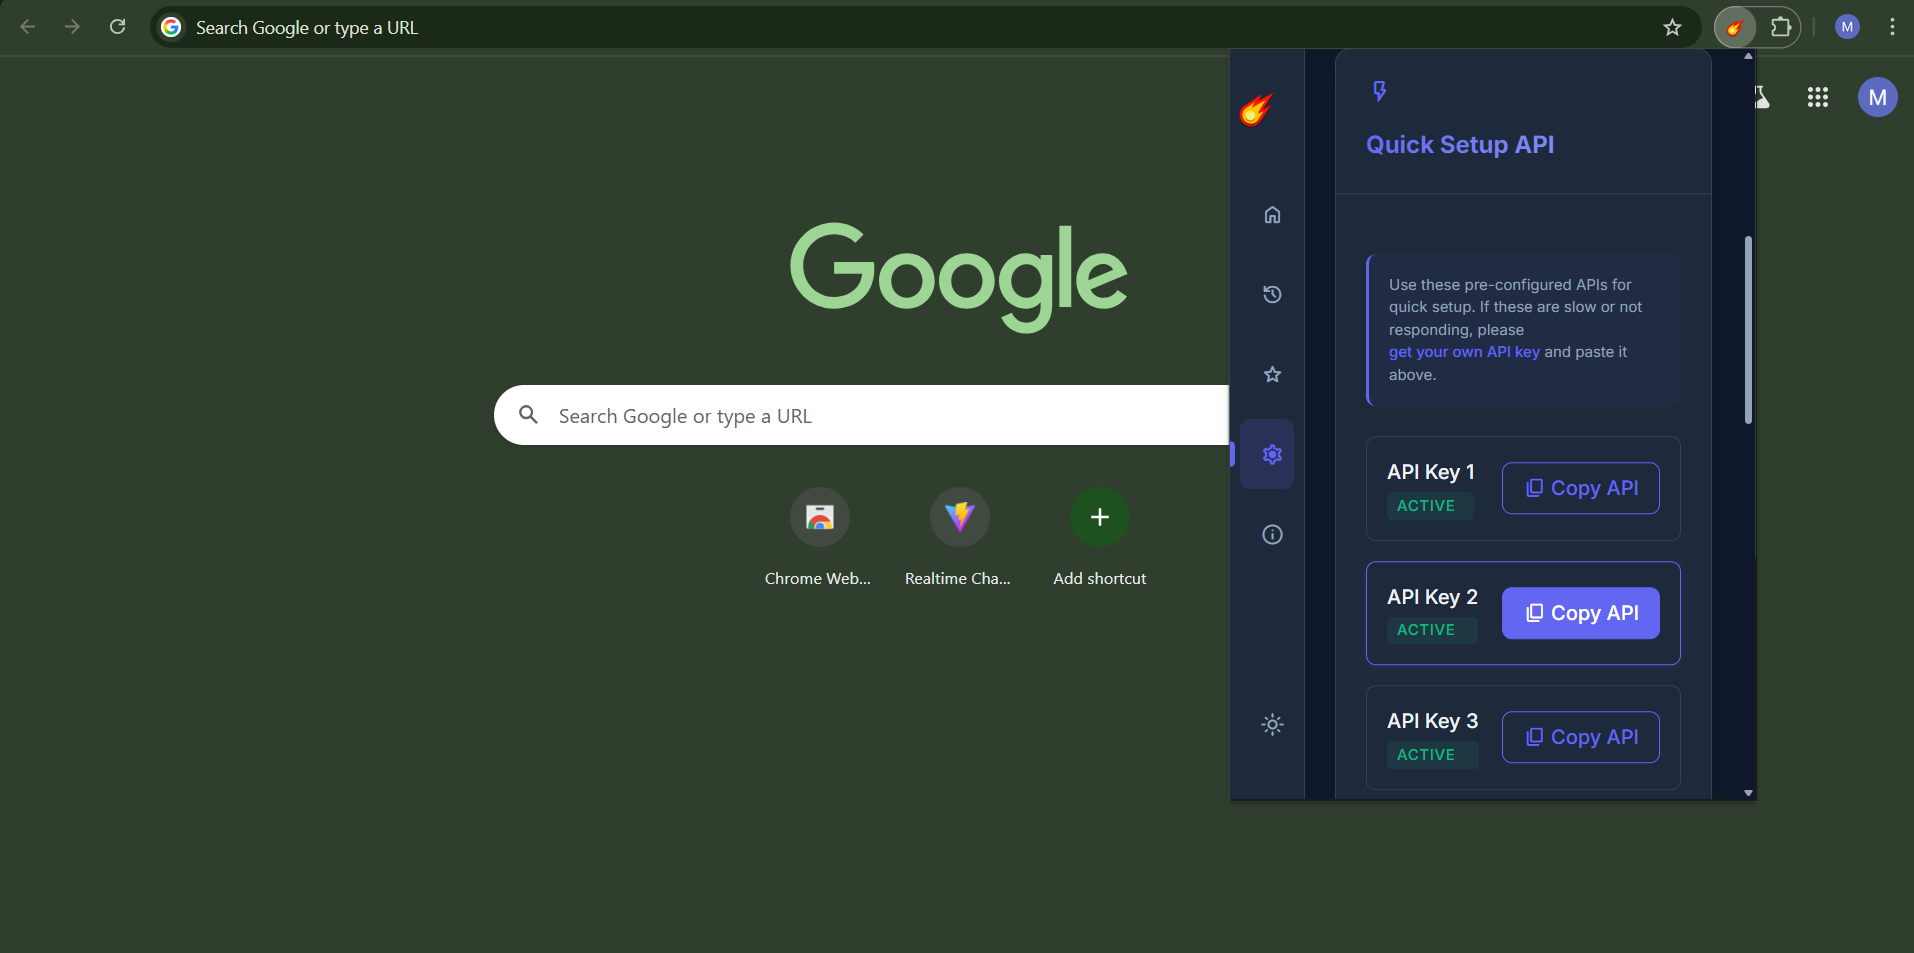 Search Google or type a URL
M
M
Google
Search Google or type a URL
Chrome Web...
Realtime Cha...
Add shortcut
Quick Setup API
Use these pre-configured APIs for
quick setup. If these are slow or not
responding, please
get your own API key and paste it
above.
API Key 1
ACTIVE
Copy API
API Key 2
ACTIVE
Copy API
API Key 3
ACTIVE
Copy API